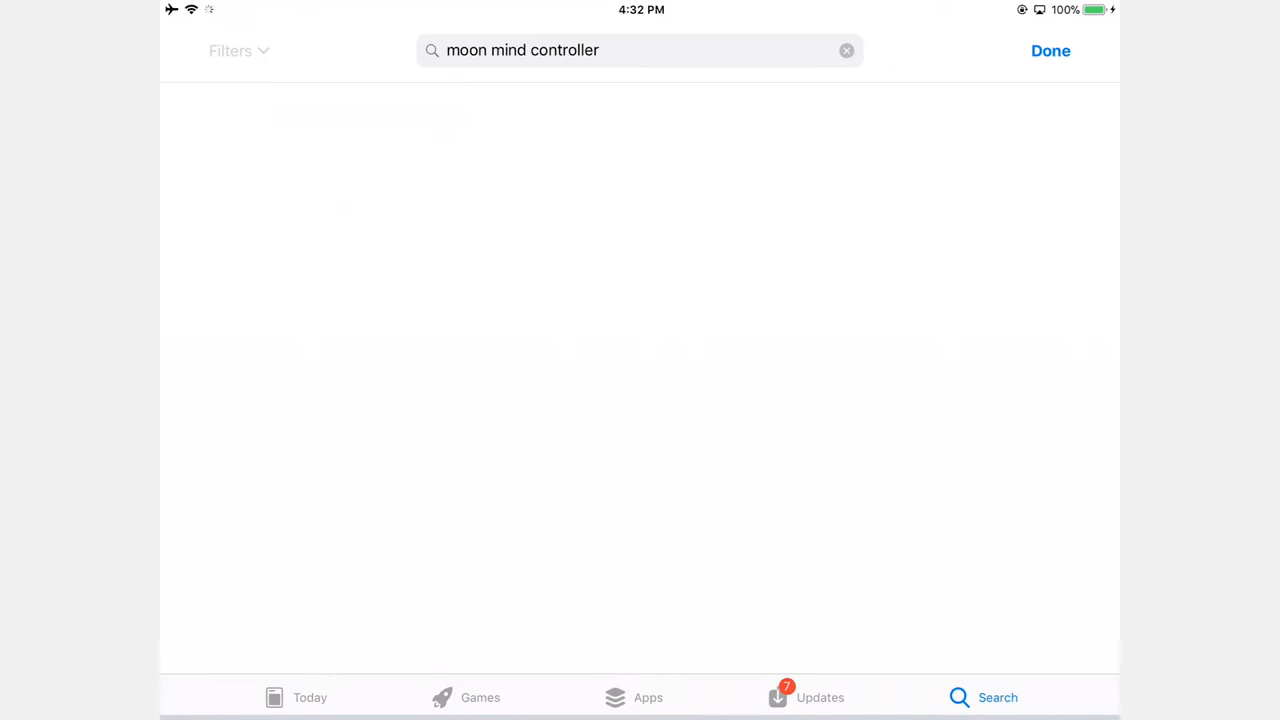 4:32 PM
100%
Filters
moon mind controller
Done
Today
Games
Apps
7
Updates
Search